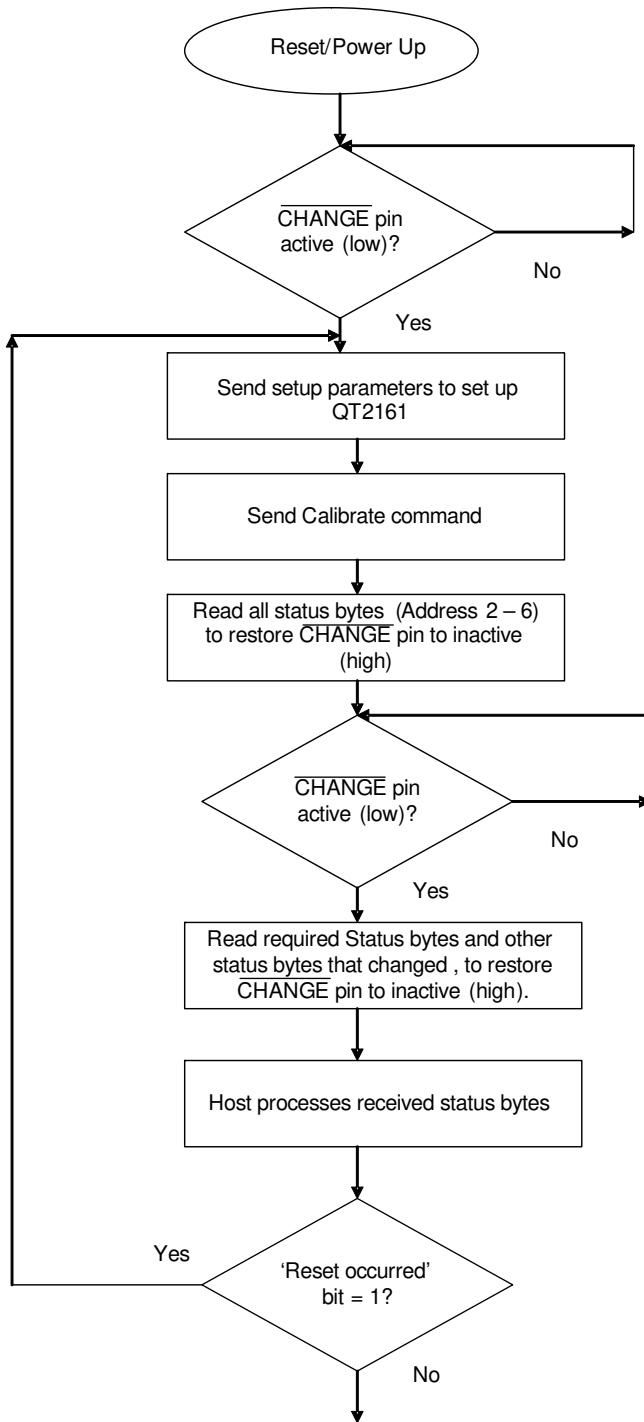 Reset/Power Up
CHANGE pin
active (low)?
No
Yes
Send setup parameters to set up
QT2161
Send Calibrate command
Read all status bytes (Address 2 – 6)
to restore CHANGE pin to inactive
(high)
CHANGE pin
active (low)?
No
Yes
Read required Status bytes and other
status bytes that changed , to restore
CHANGE pin to inactive (high).
Host processes received status bytes
Yes
‘Reset occurred’
bit = 1?
No